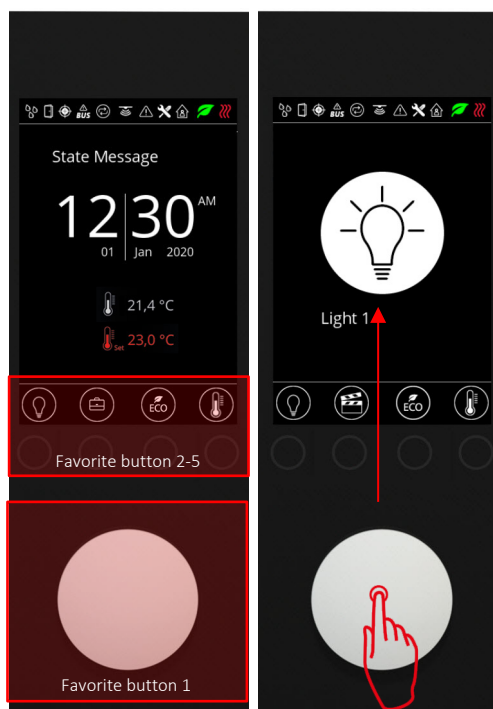 BUS
State Message
12 30 AM
01 Jan 2020
21,4 °C
Set 23,0 °C
ECO
Favorite button 2-5
Favorite button 1
BUS
Light 1
ECO